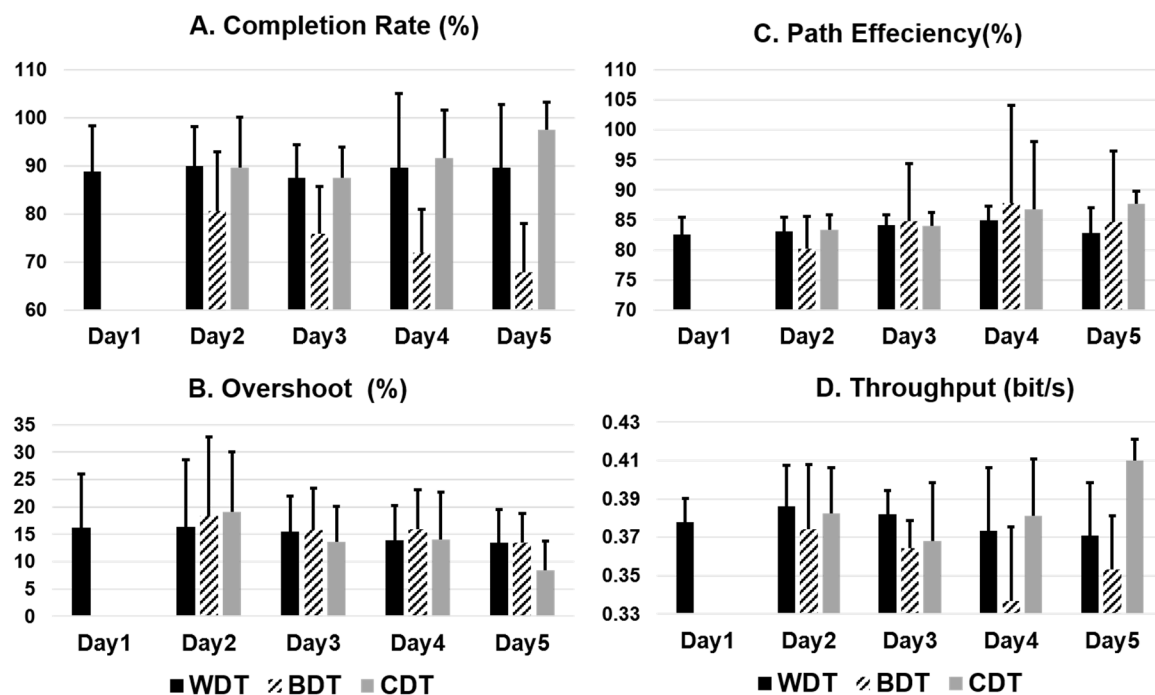 A. Completion Rate (%)
110
100
90
80
70
60
Day1 Day2 Day3 Day4 Day5
B. Overshoot (%)
35
30
25
20
15
10
5
0
Day1 Day2 Day3 Day4 Day5
WDT BDT CDT
C. Path Effeciency(%)
110
105
100
95
90
85
80
75
70
Day1 Day2 Day3 Day4 Day5
D. Throughput (bit/s)
0.43
0.41
0.39
0.37
0.35
0.33
Day1 Day2 Day3 Day4 Day5
WDT BDT CDT